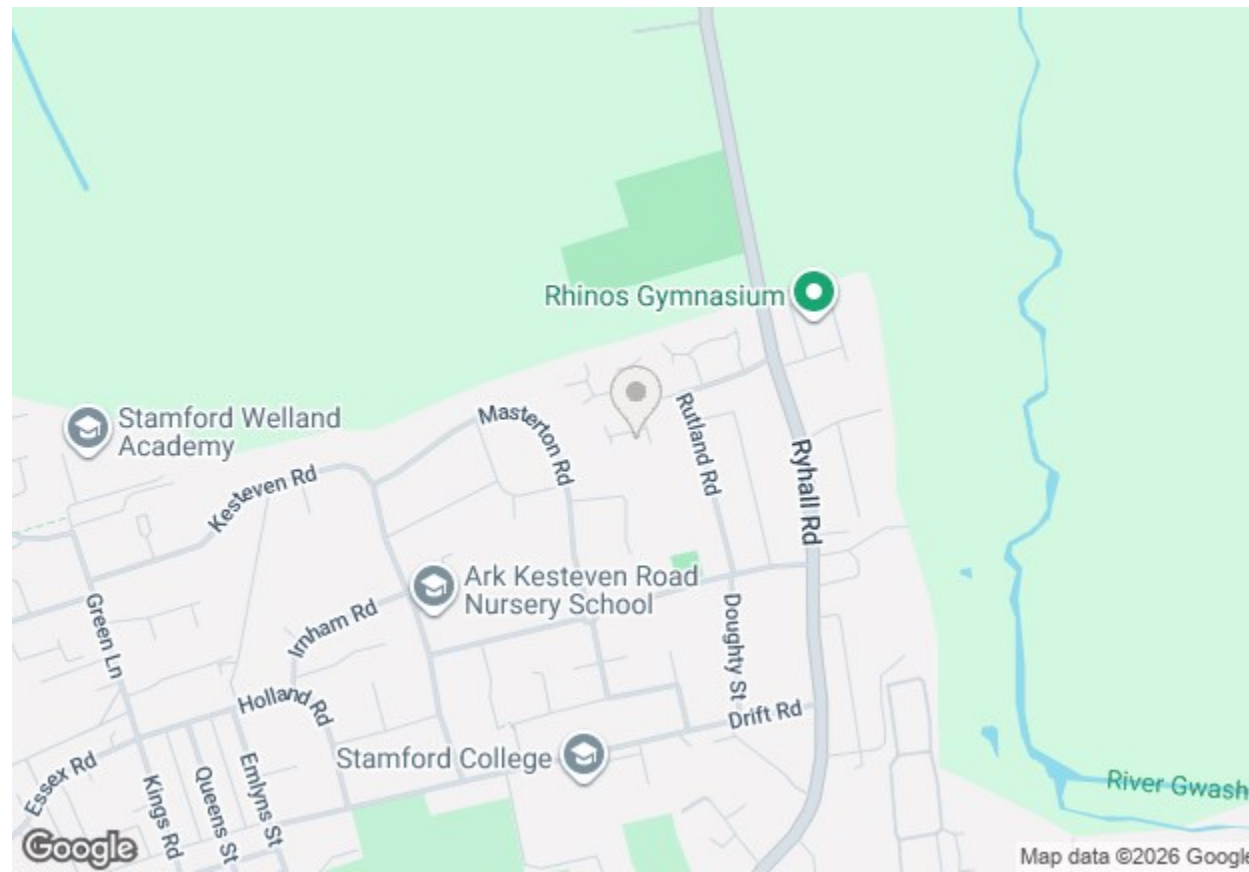 Rhinos Gymnasium
Stamford Welland
Academy
Masterton Rd
Rutland Rd
Ryhall Rd
Kesteven Rd
Ark Kesteven Road
Nursery School
Green Ln
Irnham Rd
Doughty St
Holland Rd
Drift Rd
Stamford College
Essex Rd
Kings Rd
Queens St
Emlyns St
River Gwash
Google
Map data ©2026 Google